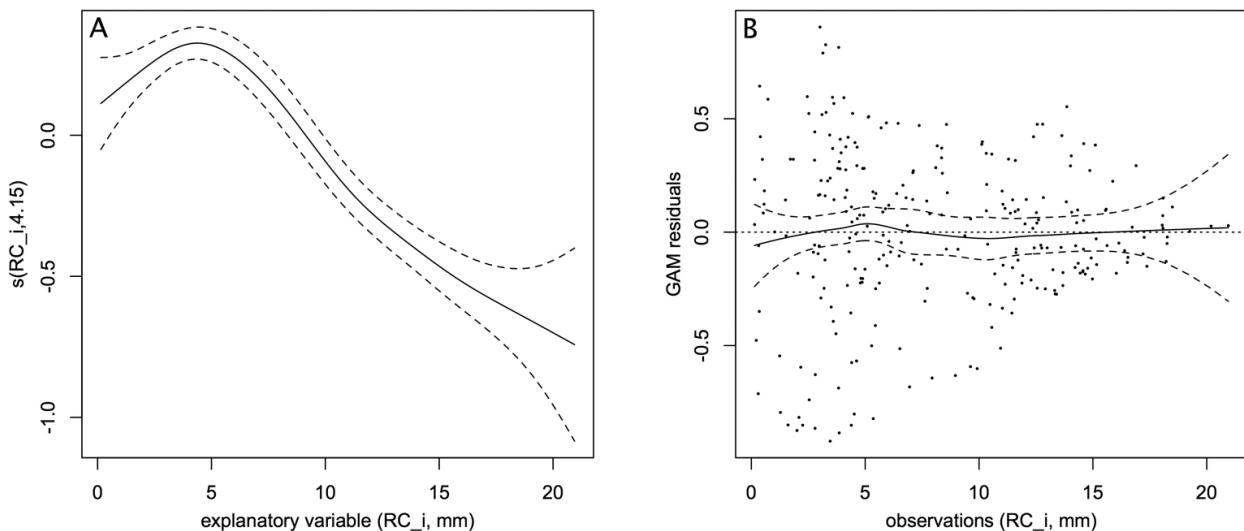 A
s(RC_i,4.15)
0.0
-0.5
-1.0
0 5 10 15 20
explanatory variable (RC_i, mm)
B
GAM residuals
0.5
0.0
-0.5
0 5 10 15 20
observations (RC_i, mm)